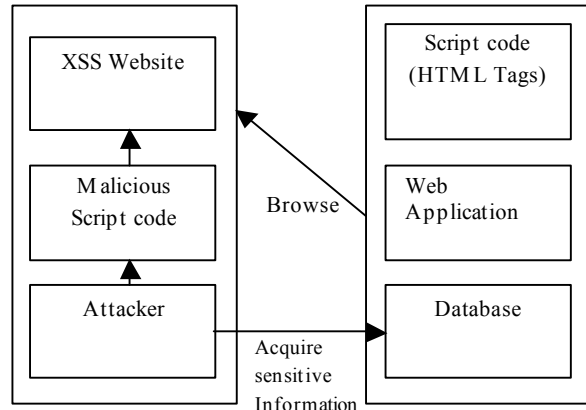 XSS Website
Malicious
Script code
Attacker
Browse
Acquire
sensitive
Information
Script code
(HTML Tags)
Web
Application
Database